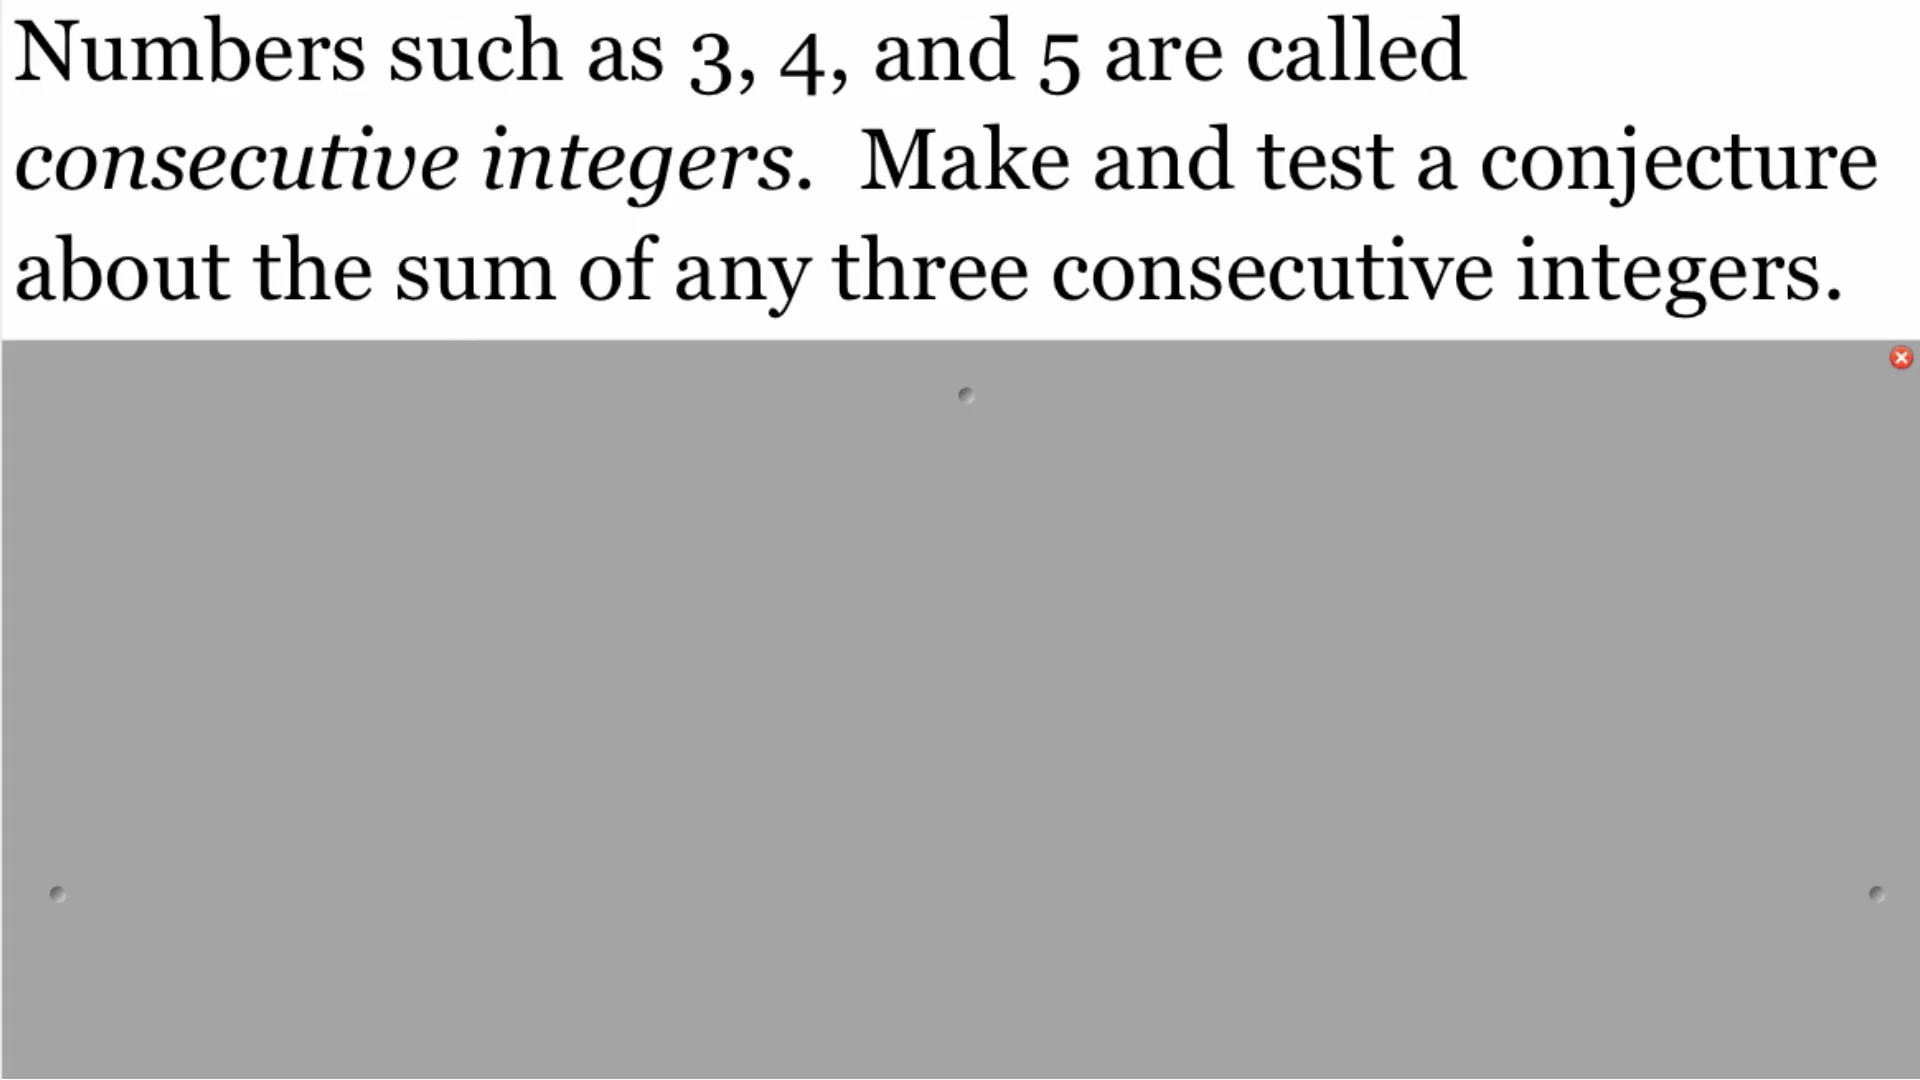 Numbers such as 3, 4, and 5 are called
consecutive integers.  Make and test a conjecture
about the sum of any three consecutive integers.